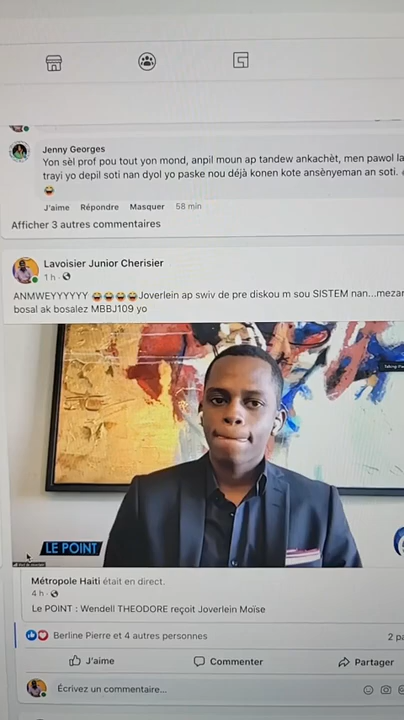 Jenny Georges
Yon sèl prof pou tout yon mond, anpil moun ap tandew ankachèt, men pawol la
trayi yo depil soti nan dyol yo paske nou déjà konen kote ansènyeman an soti.
J'aime Répondre Masquer 58 min
Afficher 3 autres commentaires
Lavoisier Junior Cherisier
1 h
ANMWEYYYYYY 😂😂😂😂Joverlein ap swiv de pre diskou m sou SISTEM nan...mezan
bosal ak bosalez MBBJ109 yo
LE POINT
Métropole Haiti était en direct.
4 h
Le POINT : Wendell THEODORE reçoit Joverlein Moïse
Berline Pierre et 4 autres personnes
2 pa
J'aime Commenter Partager
Écrivez un commentaire...